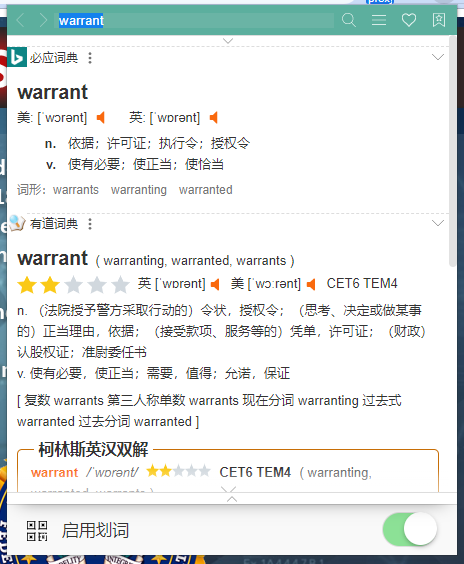 warrant
必应词典
warrant
美: [ˈwɔrənt] 英: [ˈwɒrənt]
n. 依据；许可证；执行令；授权令
v. 使有必要；使正当；使恰当
词形: warrants warranting warranted
有道词典
warrant ( warranting, warranted, warrants )
英 [ˈwɒrənt] 美 [ˈwɔːrənt] CET6 TEM4
n. （法院授予警方采取行动的）令状，授权令；（思考、决定或做某事
的）正当理由，依据；（接受款项、服务等的）凭单，许可证；（财政）
认股权证；准尉委任书
v. 使有必要，使正当；需要，值得；允诺，保证
[ 复数 warrants 第三人称单数 warrants 现在分词 warranting 过去式
warranted 过去分词 warranted ]
柯林斯英汉双解
warrant /ˈwɒrənt/ CET6 TEM4 ( warranting,
warranted, warrants )
启用划词